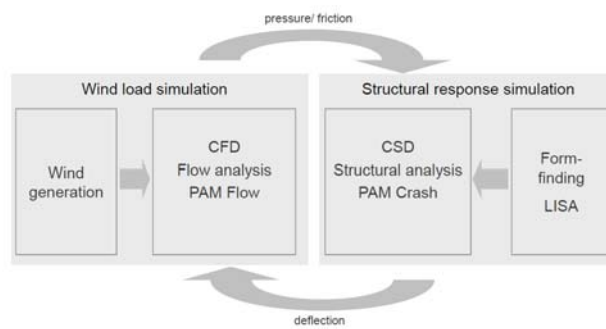 pressure/ friction
Wind load simulation
Structural response simulation
Wind
generation
CFD
Flow analysis
PAM Flow
CSD
Structural analysis
PAM Crash
Form-
finding
LISA
deflection